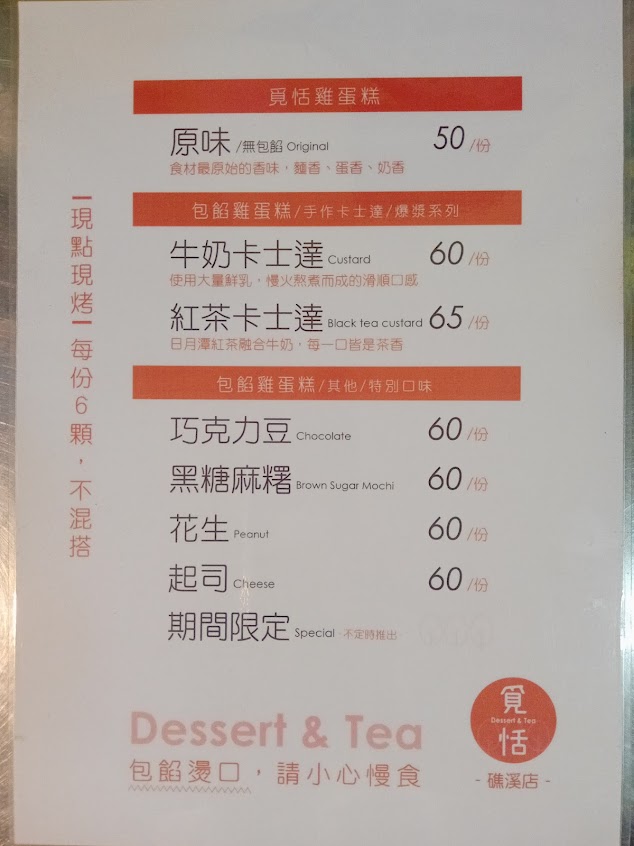 覓恬雞蛋糕
原味/無包餡 Original 50/份
食材最原始的香味，麵香、蛋香、奶香
包餡雞蛋糕/手作卡士達/爆漿系列
牛奶卡士達 Custard 60/份
使用大量鮮乳，慢火熬煮而成的滑順口感
紅茶卡士達 Black tea custard 65/份
日月潭紅茶融合牛奶，每一口皆是茶香
包餡雞蛋糕/其他/特別口味
巧克力豆 Chocolate 60/份
黑糖麻糬 Brown Sugar Mochi 60/份
花生 Peanut 60/份
起司 Cheese 60/份
期間限定 Special -不定時推出-
現點現烤 每份6顆，不混搭
Dessert & Tea
包餡燙口，請小心慢食
覓
Dessert & Tea
恬
- 礁溪店 -